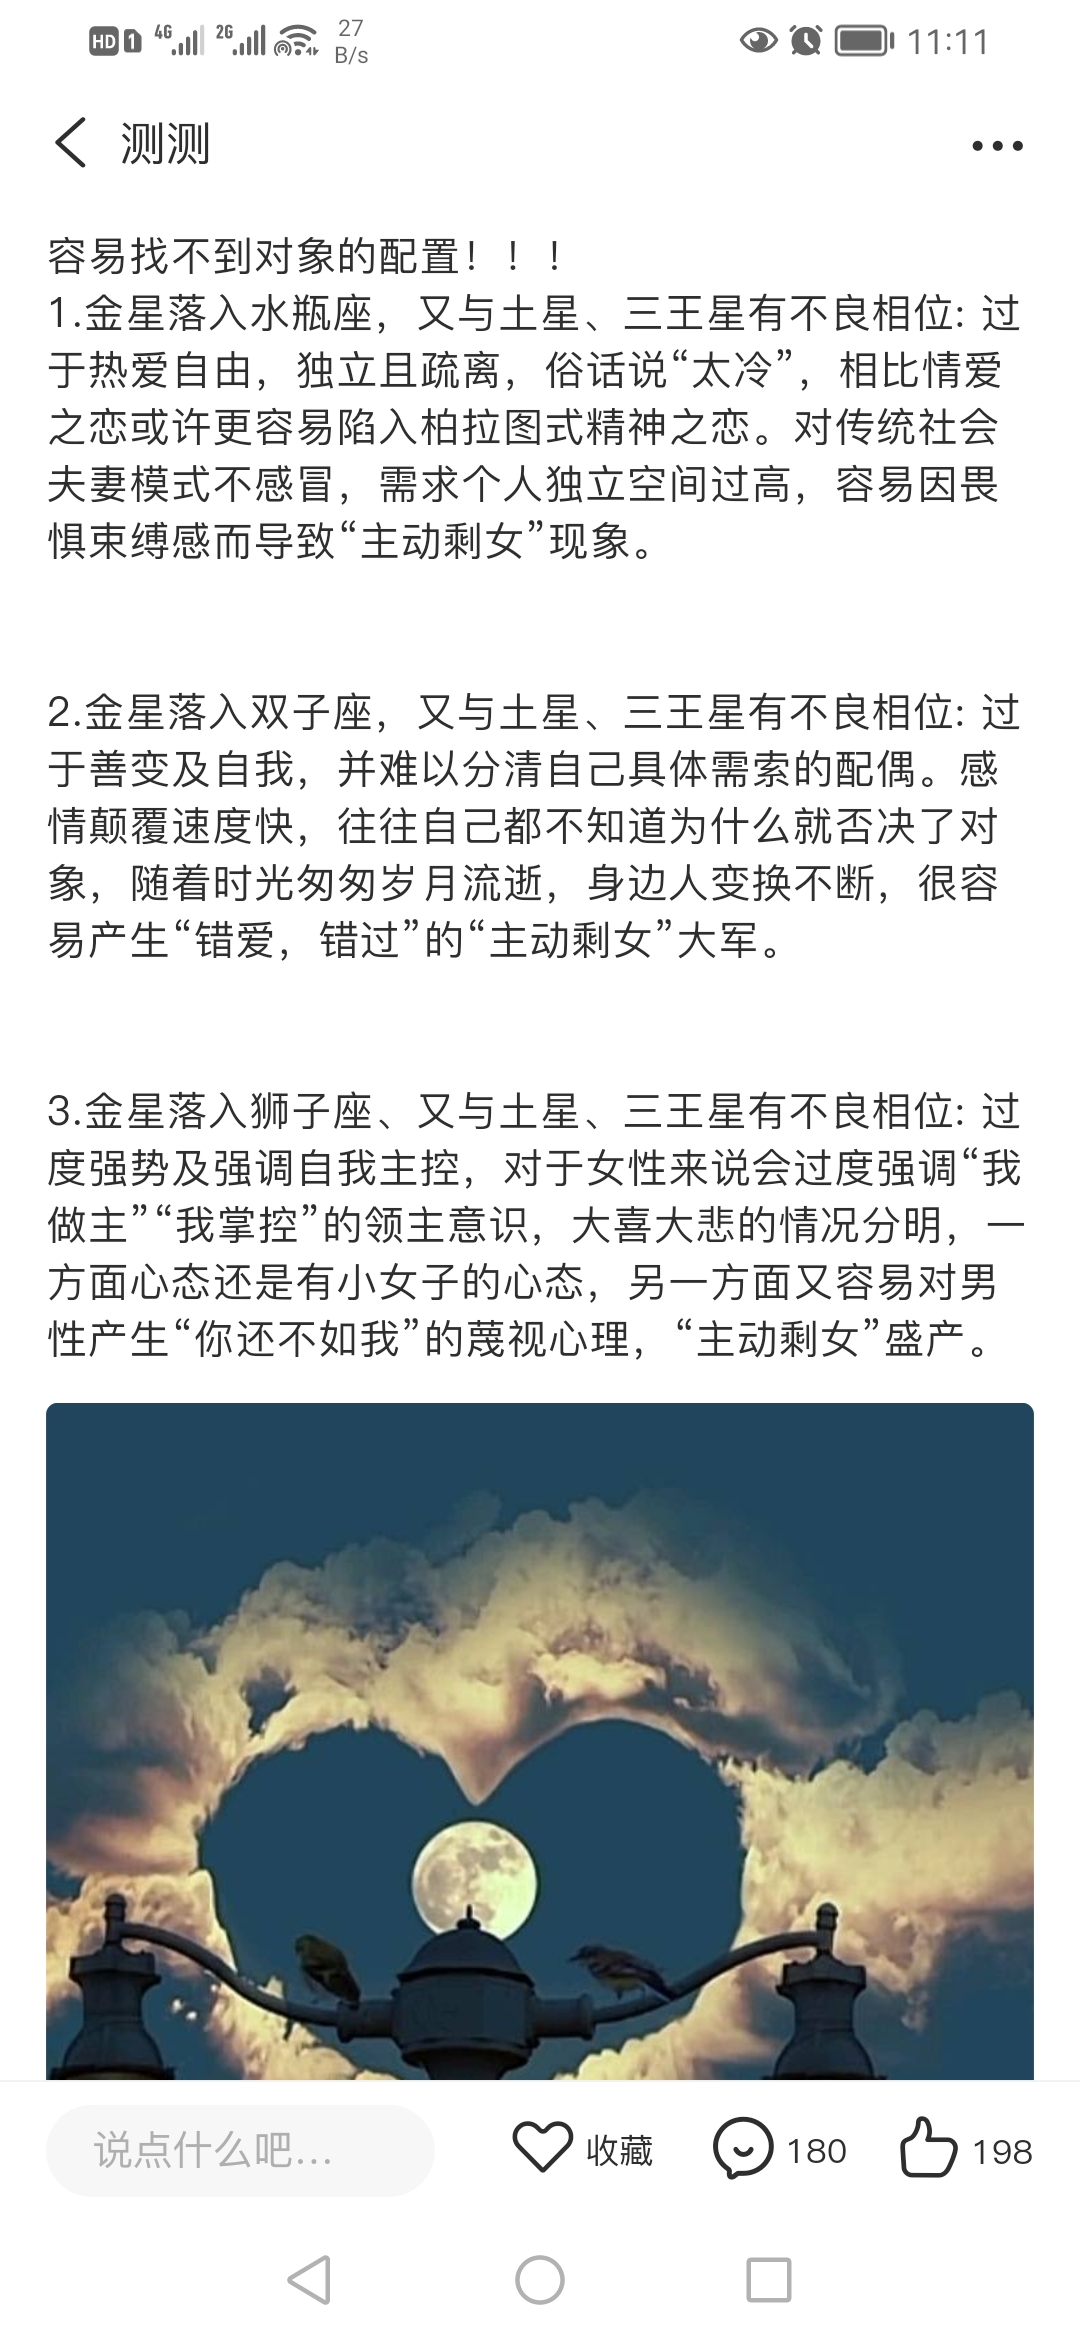 HD 1 4G 2G 27 B/s 11:11
测测
容易找不到对象的配置！！！
1.金星落入水瓶座，又与土星、三王星有不良相位: 过
于热爱自由，独立且疏离，俗话说“太冷”，相比情爱
之恋或许更容易陷入柏拉图式精神之恋。对传统社会
夫妻模式不感冒，需求个人独立空间过高，容易因畏
惧束缚感而导致“主动剩女”现象。
2.金星落入双子座，又与土星、三王星有不良相位: 过
于善变及自我，并难以分清自己具体需索的配偶。感
情颠覆速度快，往往自己都不知道为什么就否决了对
象，随着时光匆匆岁月流逝，身边人变换不断，很容
易产生“错爱，错过”的“主动剩女”大军。
3.金星落入狮子座、又与土星、三王星有不良相位: 过
度强势及强调自我主控，对于女性来说会过度强调“我
做主”“我掌控”的领主意识，大喜大悲的情况分明，一
方面心态还是有小女子的心态，另一方面又容易对男
性产生“你还不如我”的蔑视心理，“主动剩女”盛产。
说点什么吧... 收藏 180 198